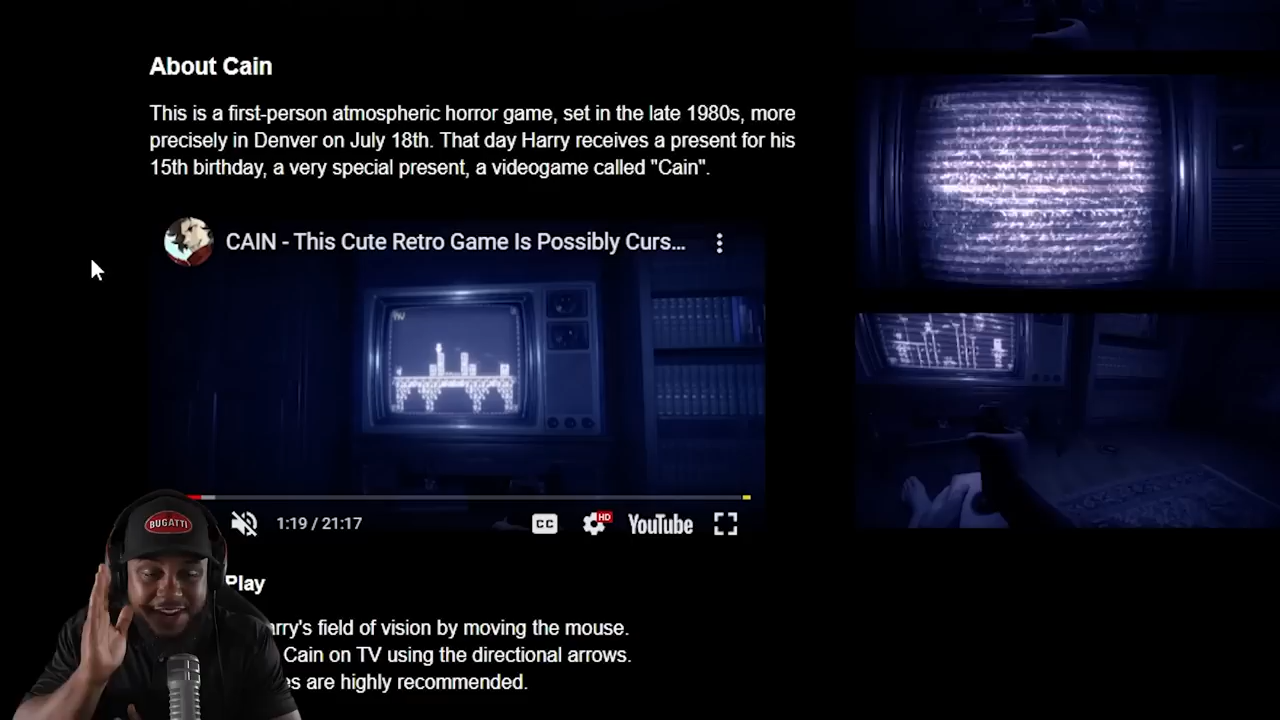 About Cain
This is a first-person atmospheric horror game, set in the late 1980s, more
precisely in Denver on July 18th. That day Harry receives a present for his
15th birthday, a very special present, a videogame called "Cain".
CAIN - This Cute Retro Game Is Possibly Curs...
1:19 / 21:17
CC
HD
YouTube
BUGATTI
Play
arry's field of vision by moving the mouse.
Cain on TV using the directional arrows.
es are highly recommended.